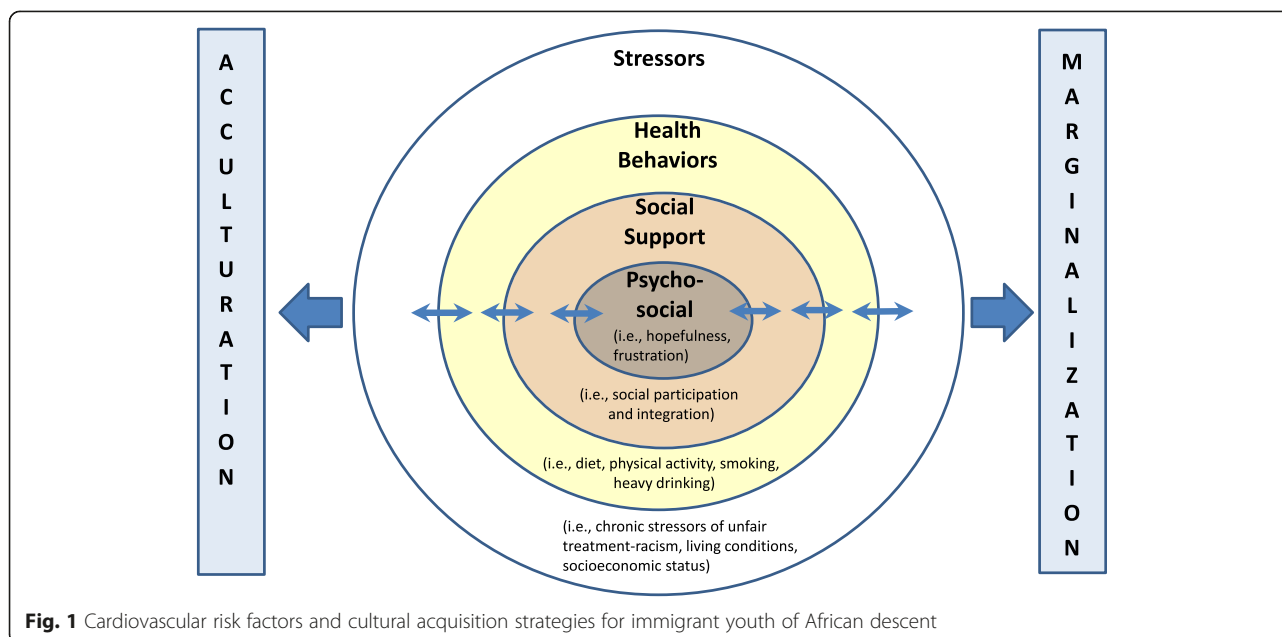 ACCULTURATION
Stressors
Health
Behaviors
Social
Support
Psycho-
social
(i.e., hopefulness,
frustration)
(i.e., social participation
and integration)
(i.e., diet, physical activity, smoking,
heavy drinking)
(i.e., chronic stressors of unfair
treatment-racism, living conditions,
socioeconomic status)
MARGINALIZATION
Fig. 1 Cardiovascular risk factors and cultural acquisition strategies for immigrant youth of African descent